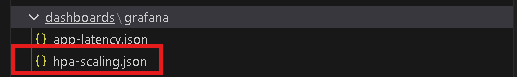 dashboards\grafana
{} app-latency.json
{} hpa-scaling.json